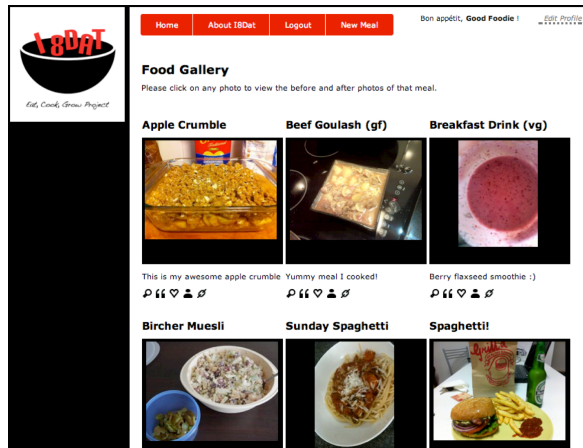 I8DAT
Eat, Cook, Grow Project
Home About I8Dat Logout New Meal
Bon appétit, Good Foodie ! Edit Profile
Food Gallery
Please click on any photo to view the before and after photos of that meal.
Apple Crumble Beef Goulash (gf) Breakfast Drink (vg)
This is my awesome apple crumble Yummy meal I cooked! Berry flaxseed smoothie :)
Bircher Muesli Sunday Spaghetti Spaghetti!
Grill'd